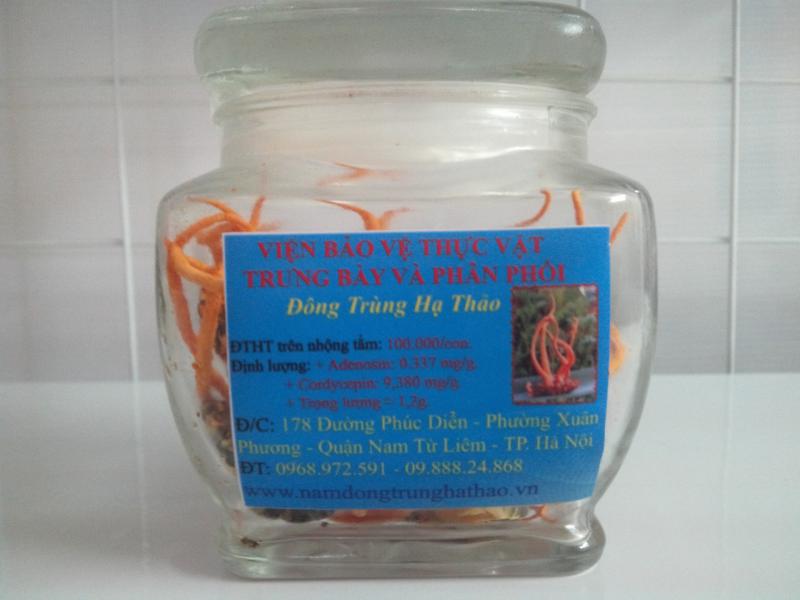 VIỆN BẢO VỆ THỰC VẬT
TRƯNG BÀY VÀ PHÂN PHỐI
Đông Trùng Hạ Thảo
ĐTHT trên nhộng tằm: 100.000/con.
Định lượng: + Adenosin: 0.337 mg/g.
+ Cordycepin: 9,380 mg/g.
+ Trọng lượng = 1,2g.
Đ/C: 178 Đường Phúc Diễn - Phường Xuân
Phương - Quận Nam Từ Liêm - TP. Hà Nội
ĐT: 0968.972.591 - 09.888.24.868
www.namdongtrunghathao.vn